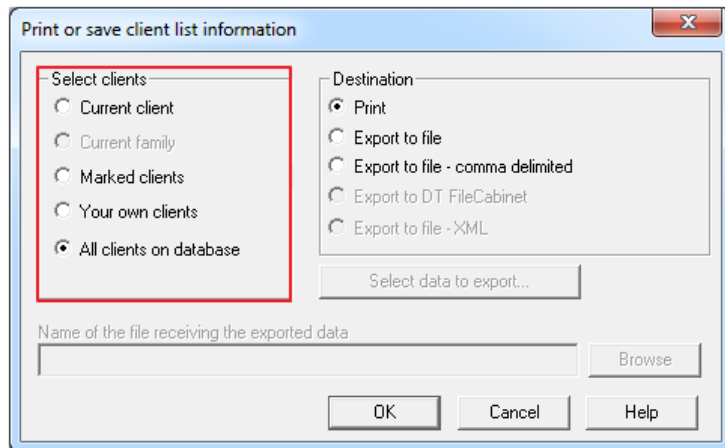 Print or save client list information
Select clients
Current client
Current family
Marked clients
Your own clients
All clients on database
Destination
Print
Export to file
Export to file - comma delimited
Export to DT FileCabinet
Export to file - XML
Select data to export...
Name of the file receiving the exported data
Browse
OK
Cancel
Help